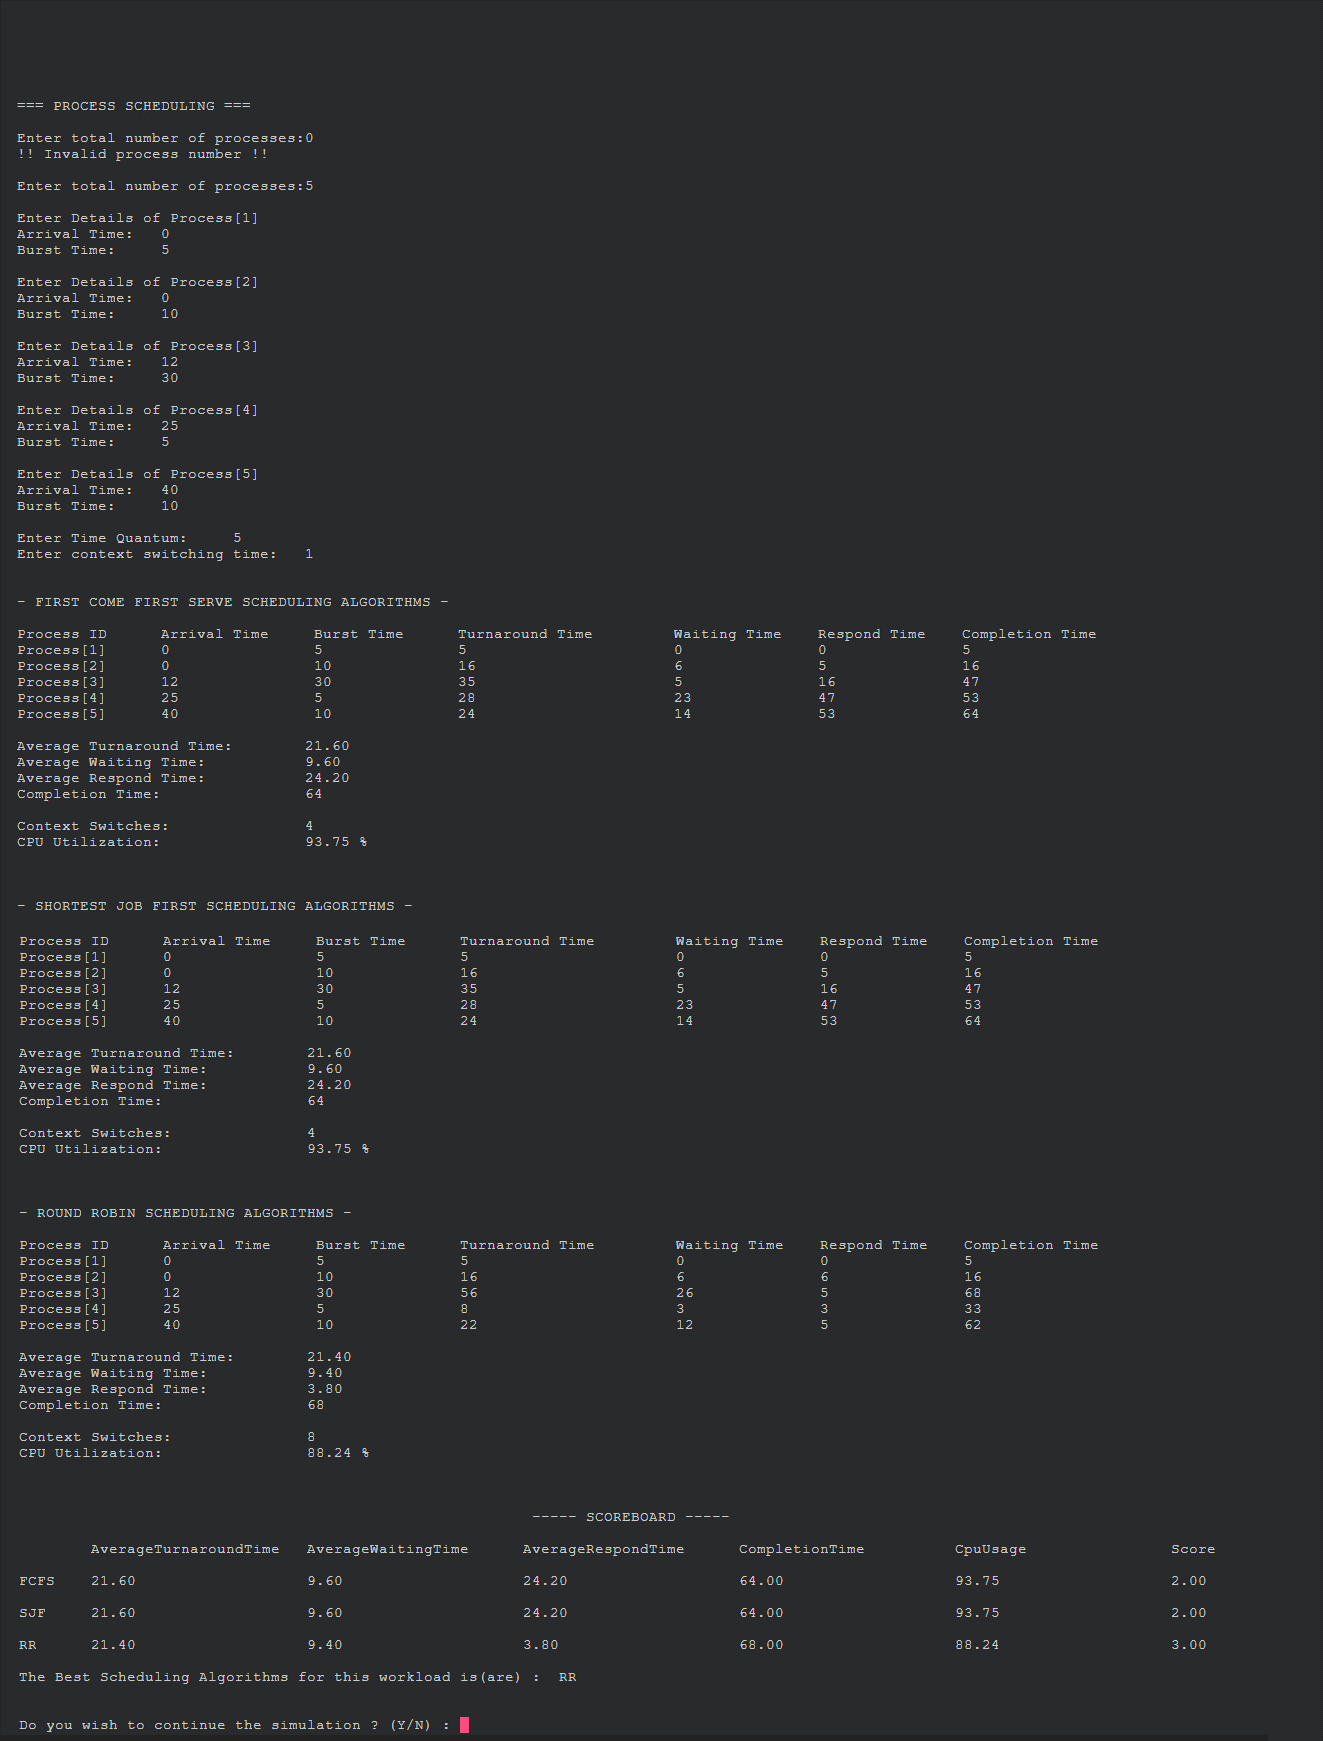 === PROCESS SCHEDULING ===
Enter total number of processes:0
!! Invalid process number !!
Enter total number of processes:5
Enter Details of Process[1]
Arrival Time: 0
Burst Time: 5
Enter Details of Process[2]
Arrival Time: 0
Burst Time: 10
Enter Details of Process[3]
Arrival Time: 12
Burst Time: 30
Enter Details of Process[4]
Arrival Time: 25
Burst Time: 5
Enter Details of Process[5]
Arrival Time: 40
Burst Time: 10
Enter Time Quantum: 5
Enter context switching time: 1
- FIRST COME FIRST SERVE SCHEDULING ALGORITHMS -
Process ID Arrival Time Burst Time Turnaround Time Waiting Time Respond Time Completion Time
Process[1] 0 5 5 0 0 5
Process[2] 0 10 16 6 5 16
Process[3] 12 30 35 5 16 47
Process[4] 25 5 28 23 47 53
Process[5] 40 10 24 14 53 64
Average Turnaround Time: 21.60
Average Waiting Time: 9.60
Average Respond Time: 24.20
Completion Time: 64
Context Switches: 4
CPU Utilization: 93.75 %
- SHORTEST JOB FIRST SCHEDULING ALGORITHMS -
Process ID Arrival Time Burst Time Turnaround Time Waiting Time Respond Time Completion Time
Process[1] 0 5 5 0 0 5
Process[2] 0 10 16 6 5 16
Process[3] 12 30 35 5 16 47
Process[4] 25 5 28 23 47 53
Process[5] 40 10 24 14 53 64
Average Turnaround Time: 21.60
Average Waiting Time: 9.60
Average Respond Time: 24.20
Completion Time: 64
Context Switches: 4
CPU Utilization: 93.75 %
- ROUND ROBIN SCHEDULING ALGORITHMS -
Process ID Arrival Time Burst Time Turnaround Time Waiting Time Respond Time Completion Time
Process[1] 0 5 5 0 0 5
Process[2] 0 10 16 6 6 16
Process[3] 12 30 56 26 5 68
Process[4] 25 5 8 3 3 33
Process[5] 40 10 22 12 5 62
Average Turnaround Time: 21.40
Average Waiting Time: 9.40
Average Respond Time: 3.80
Completion Time: 68
Context Switches: 8
CPU Utilization: 88.24 %
----- SCOREBOARD -----
AverageTurnaroundTime AverageWaitingTime AverageRespondTime CompletionTime CpuUsage Score
FCFS 21.60 9.60 24.20 64.00 93.75 2.00
SJF 21.60 9.60 24.20 64.00 93.75 2.00
RR 21.40 9.40 3.80 68.00 88.24 3.00
The Best Scheduling Algorithms for this workload is(are) : RR
Do you wish to continue the simulation ? (Y/N) :